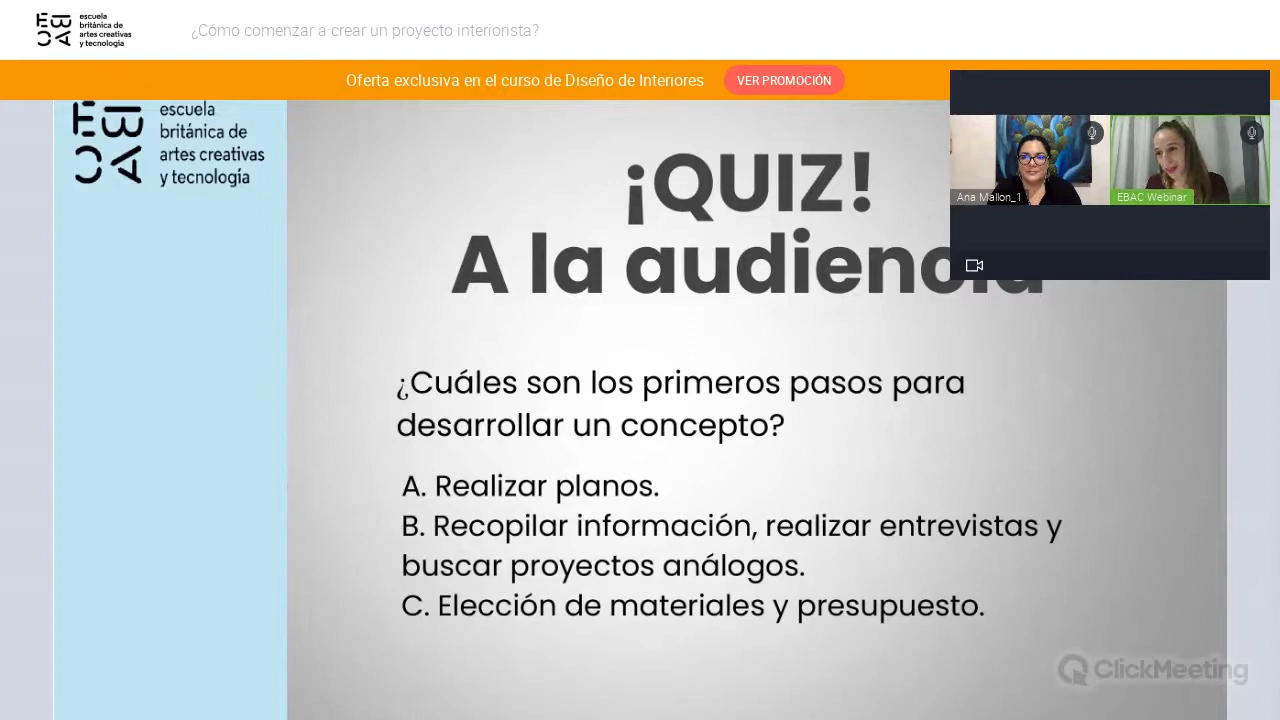 escuela
británica de
artes creativas
y tecnología
¿Cómo comenzar a crear un proyecto interiorista?
Oferta exclusiva en el curso de Diseño de Interiores
VER PROMOCIÓN
escuela
británica de
artes creativas
y tecnología
¡QUIZ!
A la audiencia
Ana Mallon_1
EBAC Webinar
¿Cuáles son los primeros pasos para
desarrollar un concepto?
A. Realizar planos.
B. Recopilar información, realizar entrevistas y
buscar proyectos análogos.
C. Elección de materiales y presupuesto.
ClickMeeting